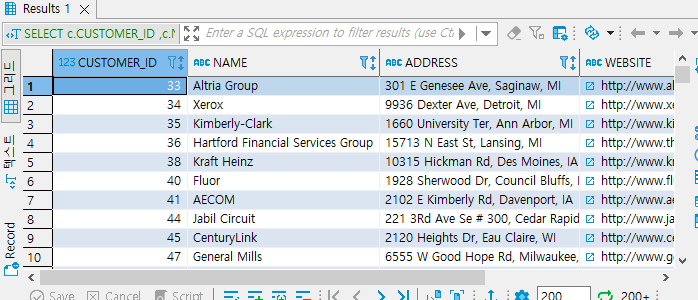 Results 1
SELECT c.CUSTOMER_ID ,c.N Enter a SQL expression to filter results (use Ct
123 CUSTOMER_ID ABC NAME ABC ADDRESS ABC WEBSITE
그리드
텍스트
Record
1 33 Altria Group 301 E Genesee Ave, Saginaw, MI http://www.al
2 34 Xerox 9936 Dexter Ave, Detroit, MI http://www.xe
3 35 Kimberly-Clark 1660 University Ter, Ann Arbor, MI http://www.ki
4 36 Hartford Financial Services Group 15713 N East St, Lansing, MI http://www.th
5 38 Kraft Heinz 10315 Hickman Rd, Des Moines, IA http://www.kr
6 40 Fluor 1928 Sherwood Dr, Council Bluffs, I http://www.flu
7 41 AECOM 2102 E Kimberly Rd, Davenport, IA http://www.ae
8 44 Jabil Circuit 221 3Rd Ave Se # 300, Cedar Rapid http://www.ja
9 45 CenturyLink 2120 Heights Dr, Eau Claire, WI http://www.ce
10 47 General Mills 6555 W Good Hope Rd, Milwaukee, http://www.ge
Save Cancel Script 200 200+